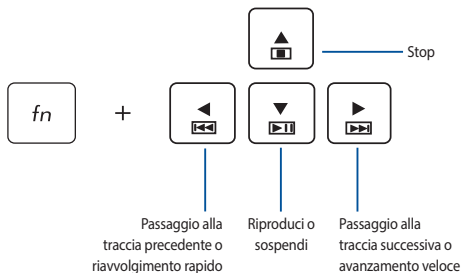 Stop
fn
+
Passaggio alla
traccia precedente o
riavvolgimento rapido
Riproduci o
sospendi
Passaggio alla
traccia successiva o
avanzamento veloce